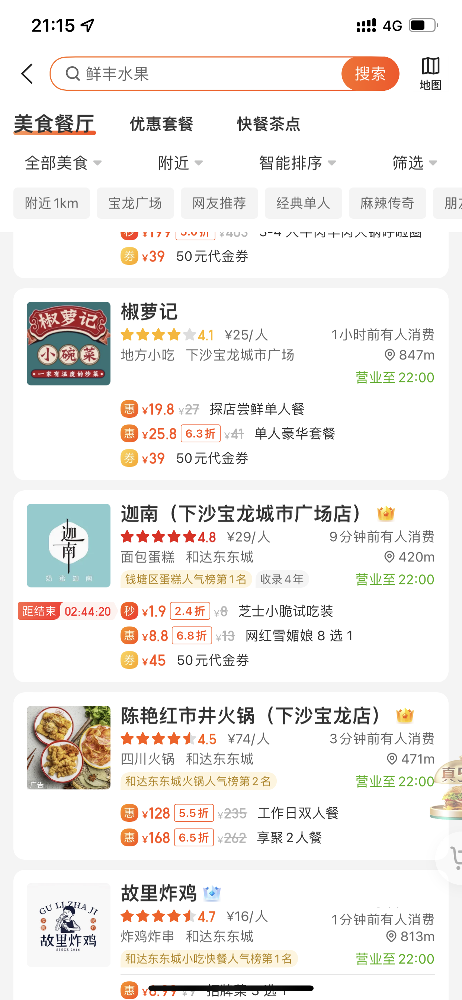 21:15 4G
鲜丰水果 搜索 地图
美食餐厅 优惠套餐 快餐茶点
全部美食 附近 智能排序 筛选
附近1km 宝龙广场 网友推荐 经典单人 麻辣传奇
秒 ¥199 5.0折 ¥403 3-4人牛肉羊肉火锅呼啦圈
券 ¥39 50元代金券
椒萝记
小碗菜
•一家有温度的炒菜•
椒萝记
4.1 ¥25/人 1小时前有人消费
地方小吃 下沙宝龙城市广场 847m
营业至 22:00
惠 ¥19.8 ¥27 探店尝鲜单人餐
惠 ¥25.8 6.3折 ¥41 单人豪华套餐
券 ¥39 50元代金券
迦南
奶蜜迦南
迦南（下沙宝龙城市广场店）
4.8 ¥29/人 9分钟前有人消费
面包蛋糕 和达东东城 420m
钱塘区蛋糕人气榜第1名 收录4年 营业至 22:00
距结束 02:44:20 秒 ¥1.9 2.4折 ¥8 芝士小脆试吃装
惠 ¥8.8 6.8折 ¥13 网红雪媚娘 8 选 1
券 ¥45 50元代金券
广告
陈艳红市井火锅（下沙宝龙店）
4.5 ¥74/人 3分钟前有人消费
四川火锅 和达东东城 471m
和达东东城火锅人气榜第2名 营业至 22:00
真5
惠 ¥128 5.5折 ¥235 工作日双人餐
惠 ¥168 6.5折 ¥262 享聚2人餐
GU LI ZHA JI
故里炸鸡
SINCE 2016
故里炸鸡
4.7 ¥16/人 1分钟前有人消费
炸鸡炸串 和达东东城 813m
和达东东城小吃快餐人气榜第1名 营业至 22:00
惠 ¥6.99 ¥9 招牌菜 3 选 1